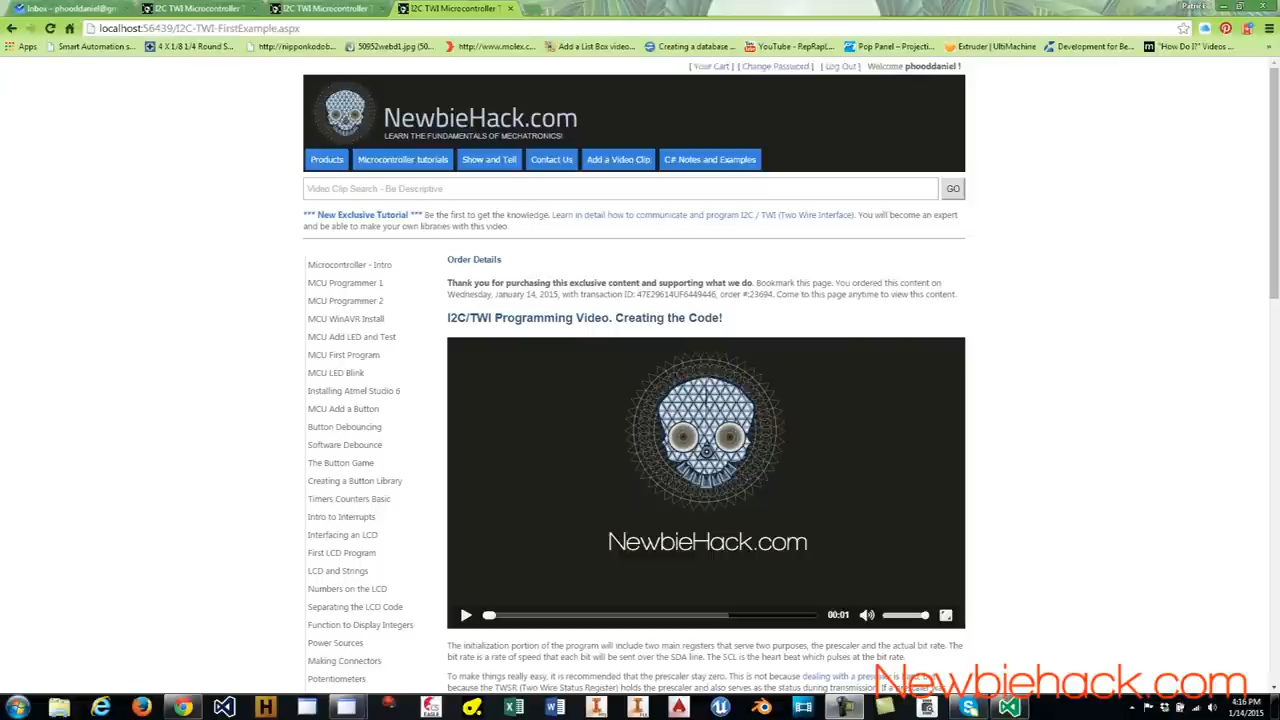 Inbox - phooddaniel@gm
I2C TWI Microcontroller T
I2C TWI Microcontroller T
I2C TWI Microcontroller T
localhost:56439/I2C-TWI-FirstExample.aspx
Apps
Smart Automation s
4 X 1/8 1/4 Round S
http://nipponkodob
50952webd1.jpg (50
http://www.molex.c
Add a List Box video
Creating a database
YouTube - RepRapL
Pop Panel – Projecti
Extruder | UltiMachine
Development for Be
"How Do I?" Videos
[ Your Cart ] [ Change Password ] [ Log Out ] Welcome phooddaniel !
NewbieHack.com
LEARN THE FUNDAMENTALS OF MECHATRONICS!
Products
Microcontroller tutorials
Show and Tell
Contact Us
Add a Video Clip
C# Notes and Examples
Video Clip Search - Be Descriptive
GO
*** New Exclusive Tutorial *** Be the first to get the knowledge. Learn in detail how to communicate and program I2C / TWI (Two Wire Interface). You will become an expert
and be able to make your own libraries with this video.
Microcontroller - Intro
MCU Programmer 1
MCU Programmer 2
MCU WinAVR Install
MCU Add LED and Test
MCU First Program
MCU LED Blink
Installing Atmel Studio 6
MCU Add a Button
Button Debouncing
Software Debounce
The Button Game
Creating a Button Library
Timers Counters Basic
Intro to Interrupts
Interfacing an LCD
First LCD Program
LCD and Strings
Numbers on the LCD
Separating the LCD Code
Function to Display Integers
Power Sources
Making Connectors
Potentiometers
Order Details
Thank you for purchasing this exclusive content and supporting what we do. Bookmark this page. You ordered this content on
Wednesday, January 14, 2015, with transaction ID: 47E29614UF6449446, order #:23694. Come to this page anytime to view this content.
I2C/TWI Programming Video. Creating the Code!
NewbieHack.com
00:01
The initialization portion of the program will include two main registers that serve two purposes, the prescaler and the actual bit rate. The
bit rate is a rate of speed that each bit will be sent over the SDA line. The SCL is the heart beat which pulses at the bit rate.
To make things really easy, it is recommended that the prescaler stay zero. This is not because dealing with a
because the TWSR (Two Wire Status Register) holds the prescaler and also serves as the status during transmission.
Newbiehack.com
4:16 PM
1/14/2015